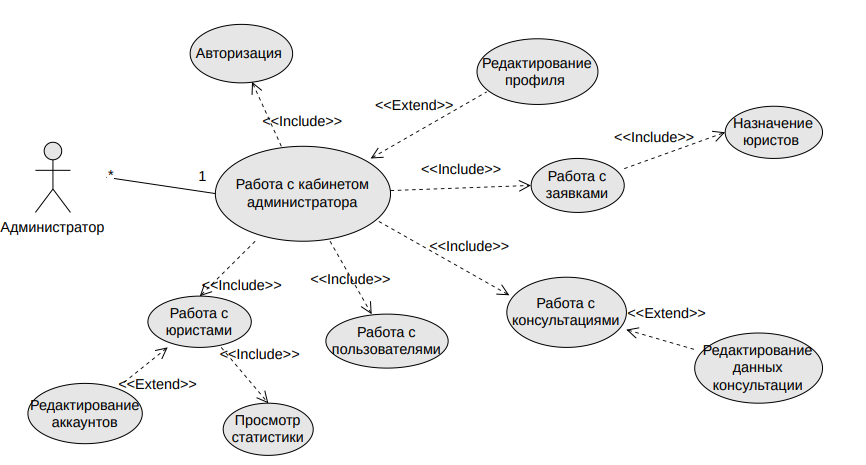 Авторизация
Редактирование
профиля
<<Extend>>
<<Include>>
Назначение
юристов
<<Include>>
<<Include>>
* 1
Работа с кабинетом
администратора
Работа с
заявками
Администратор
<<Include>>
<<Include>>
<<Include>>
Работа с
юристами
Работа с
консультациями
<<Extend>>
Работа с
пользователями
<<Include>>
Редактирование
данных
консультации
<<Extend>>
Редактирование
аккаунтов
Просмотр
статистики